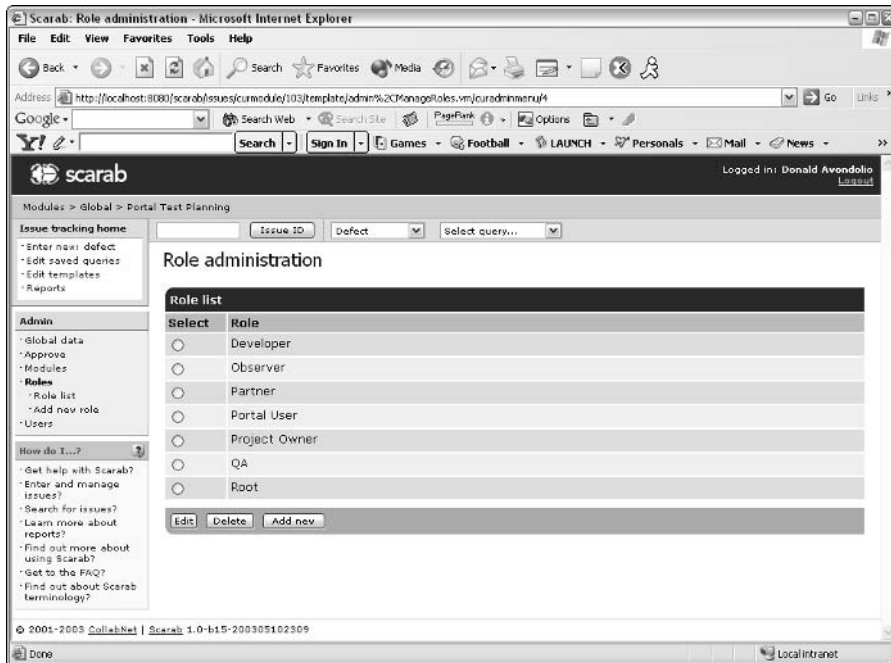 Scarab: Role administration - Microsoft Internet Explorer
File Edit View Favorites Tools Help
Back Search Favorites Media
Address http://localhost:8080/scarab/issues/curmodule/103/template/admin%2CManageRoles.vm/curadminmenu/4 Go Links »
Google Search Web Search Site PageRank Options
Y! Search Sign In Games Football LAUNCH Personals Mail News »
scarab
Logged in: Donald Avondolio
Logout
Modules > Global > Portal Test Planning
Issue tracking home
Issue ID Defect Select query...
Enter new: defect
Edit saved queries
Edit templates
Reports
Admin
Global data
Approve
Modules
Roles
Role list
Add new role
Users
How do I...?
Get help with Scarab?
Enter and manage
issues?
Search for issues?
Learn more about
reports?
Find out more about
using Scarab?
Get to the FAQ?
Find out about Scarab
terminology?
Role administration
Role list
Select Role
Developer
Observer
Partner
Portal User
Project Owner
QA
Root
Edit Delete Add new
© 2001-2003 CollabNet | Scarab 1.0-b15-200305102309
Done Local intranet